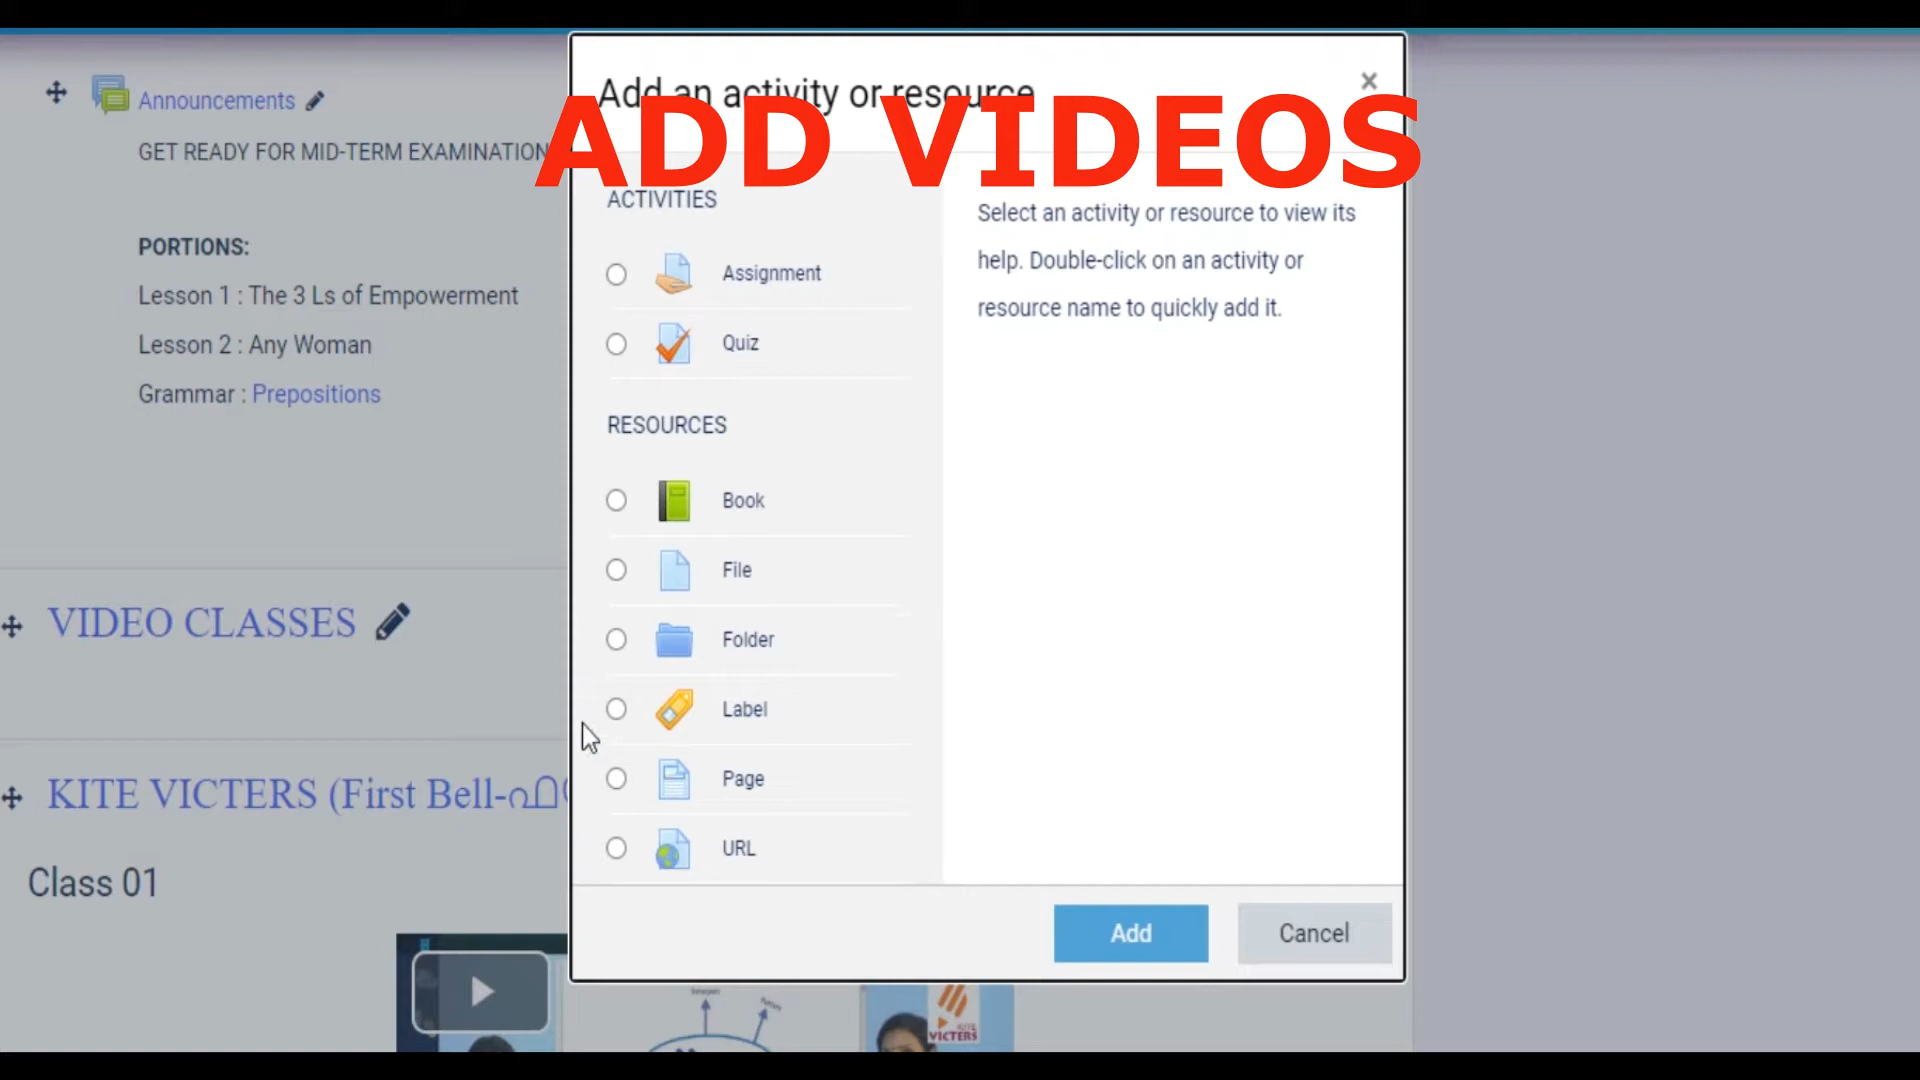 Add an activity or resource
×
ADD VIDEOS
Announcements
GET READY FOR MID-TERM EXAMINATION
PORTIONS:
Lesson 1 : The 3 Ls of Empowerment
Lesson 2 : Any Woman
Grammar : Prepositions
VIDEO CLASSES
KITE VICTERS (First Bell-
Class 01
ACTIVITIES
Assignment
Quiz
RESOURCES
Book
File
Folder
Label
Page
URL
Select an activity or resource to view its
help. Double-click on an activity or
resource name to quickly add it.
Add
Cancel
KITE
VICTERS